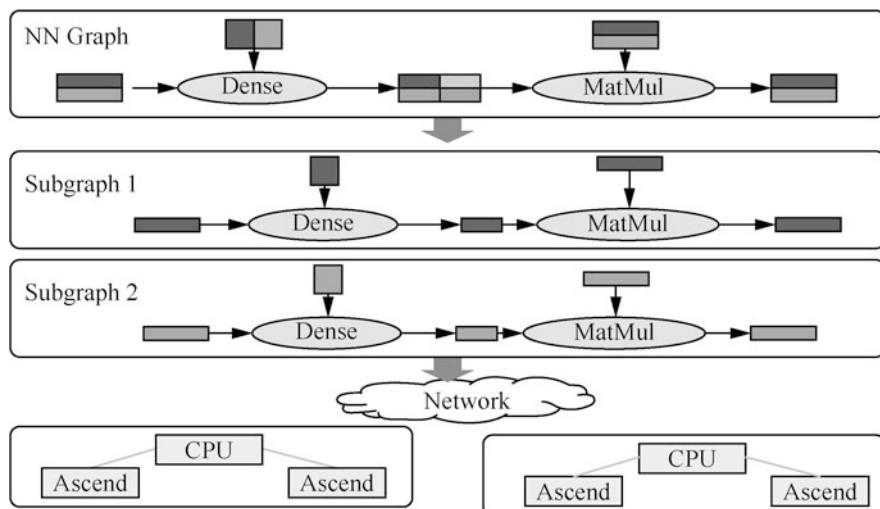 NN Graph
Dense
MatMul
Subgraph 1
Dense
MatMul
Subgraph 2
Dense
MatMul
Network
CPU
Ascend
Ascend
CPU
Ascend
Ascend